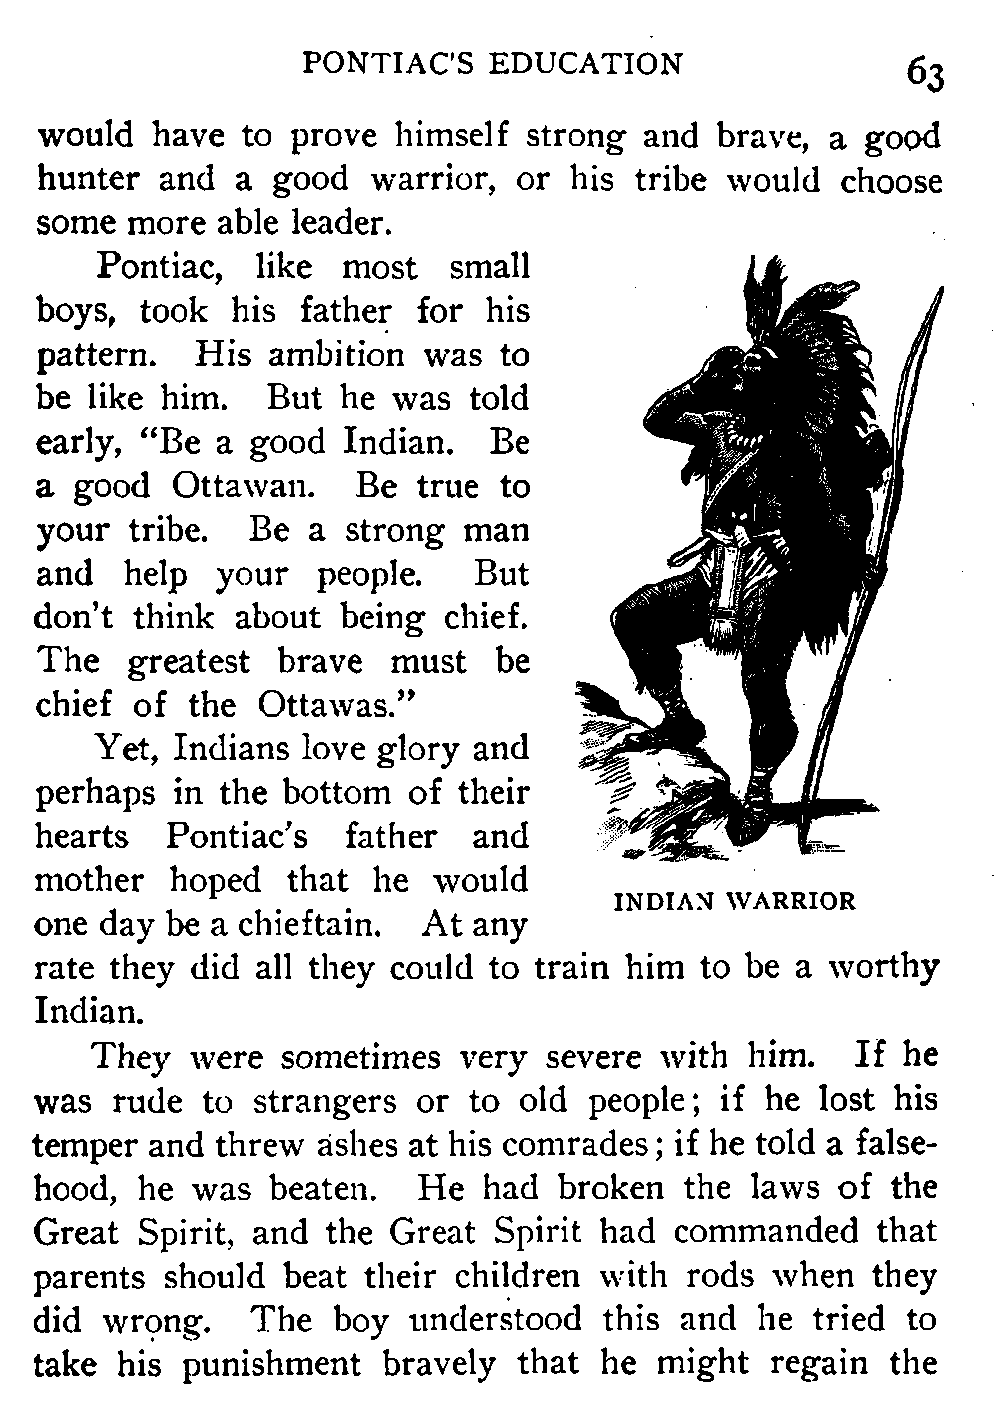 PONTIAC'S EDUCATION 63
would have to prove himself strong and brave, a good
hunter and a good warrior, or his tribe would choose
some more able leader.
Pontiac, like most small
boys, took his father for his
pattern. His ambition was to
be like him. But he was told
early, “Be a good Indian. Be
a good Ottawan. Be true to
your tribe. Be a strong man
and help your people. But
don't think about being chief.
The greatest brave must be
chief of the Ottawas.”
Yet, Indians love glory and
perhaps in the bottom of their
hearts Pontiac's father and
mother hoped that he would
one day be a chieftain. At any
INDIAN WARRIOR
rate they did all they could to train him to be a worthy
Indian.
They were sometimes very severe with him. If he
was rude to strangers or to old people; if he lost his
temper and threw ashes at his comrades; if he told a false-
hood, he was beaten. He had broken the laws of the
Great Spirit, and the Great Spirit had commanded that
parents should beat their children with rods when they
did wrong. The boy understood this and he tried to
take his punishment bravely that he might regain the